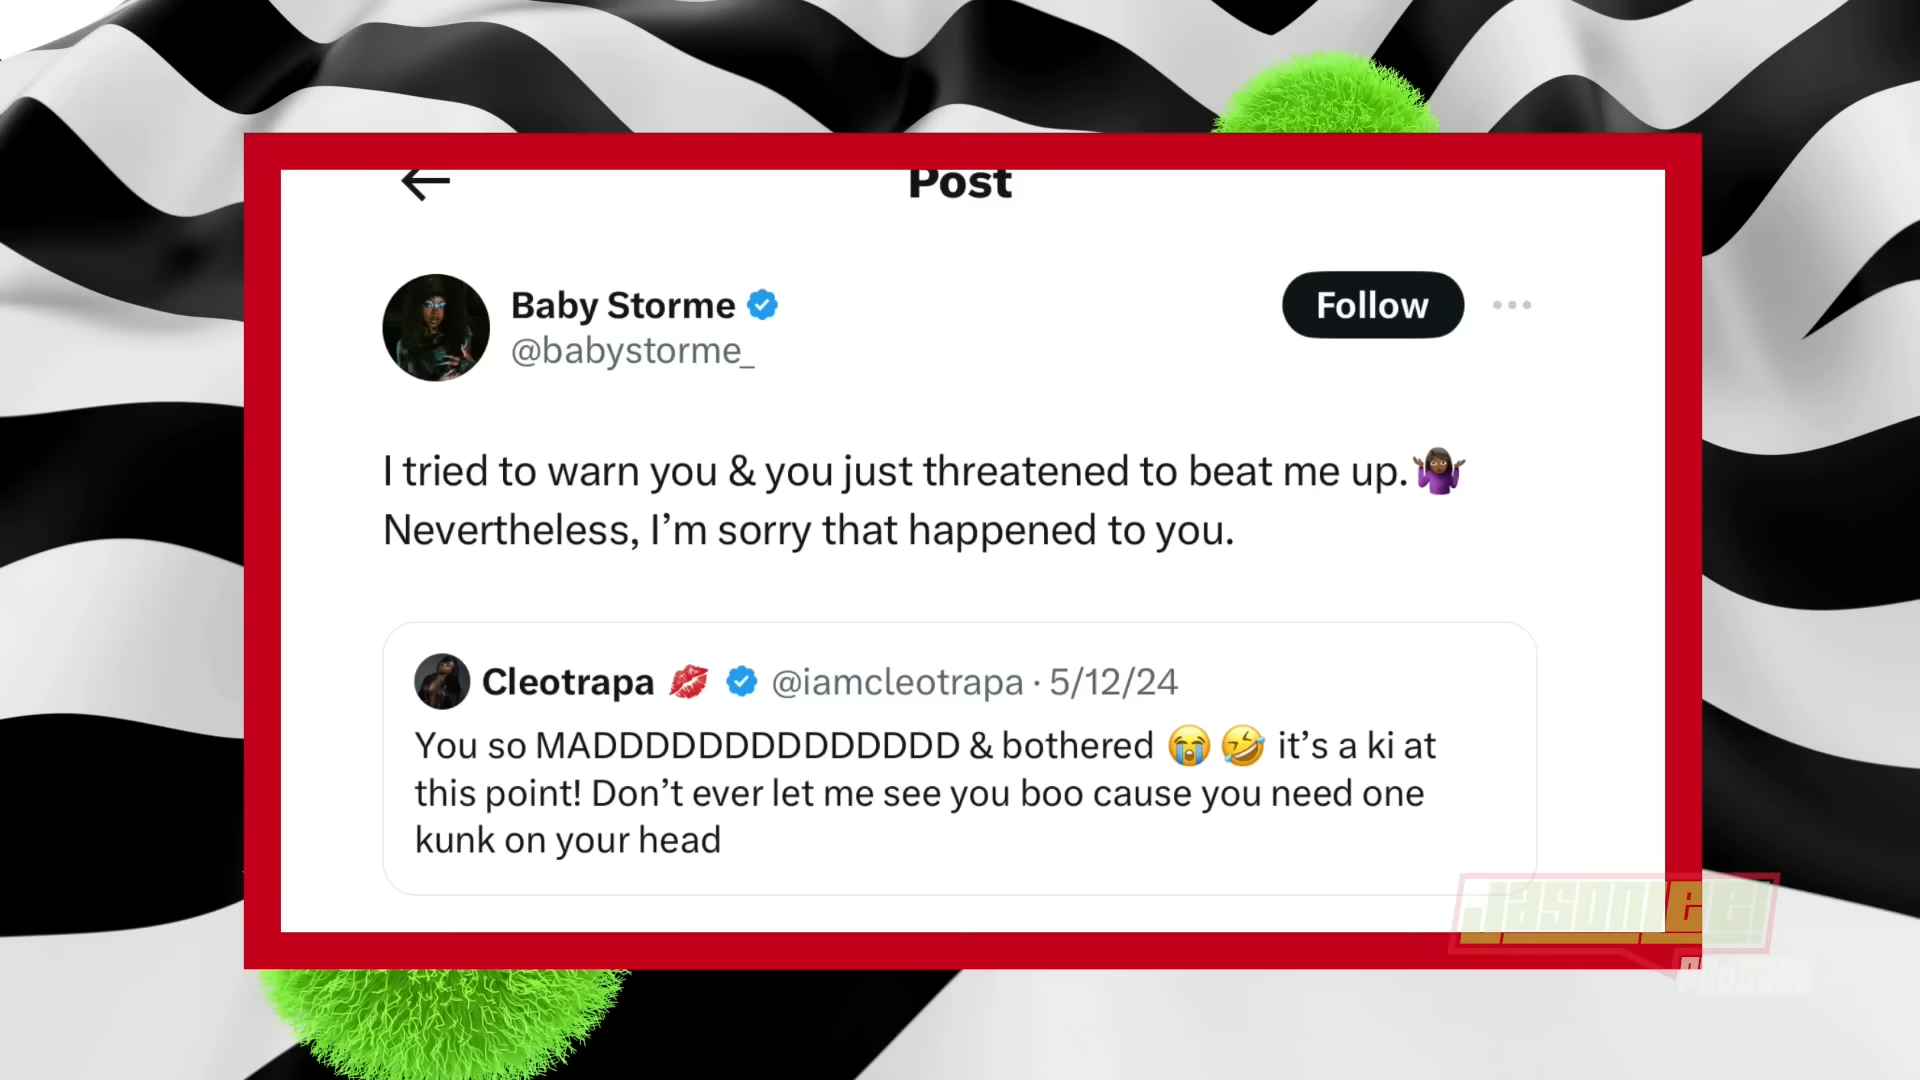 Post
Baby Storme
Follow
@babystorme_
I tried to warn you & you just threatened to beat me up.🤷🏾‍♀️
Nevertheless, I’m sorry that happened to you.
Cleotrapa 💋 @iamcleotrapa · 5/12/24
You so MADDDDDDDDDDDDDD & bothered 😭🤣 it’s a ki at
this point! Don’t ever let me see you boo cause you need one
kunk on your head
Jasonlee